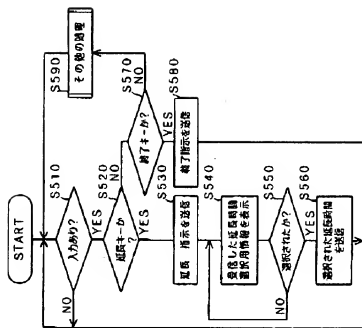 START
S510
入力あり?
NO
YES
S520
延長キーか
?
NO
YES
S530
延長 指示を送信
S540
受信した延長時間
選択用情報を表示
S550
選択されたか?
NO
YES
S560
選択された延長時間
を送信
S570
終了キーか?
NO
YES
S580
終了指示を送信
S590
その他の処理